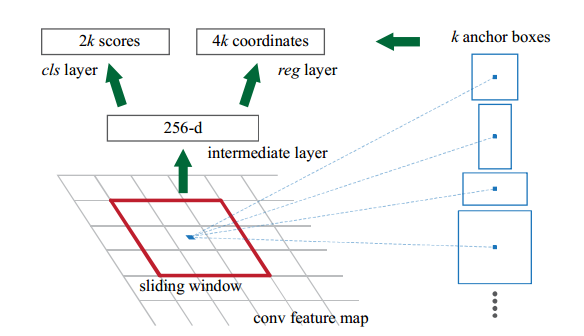 2k scores
4k coordinates
k anchor boxes
cls layer
reg layer
256-d
intermediate layer
sliding window
conv feature map